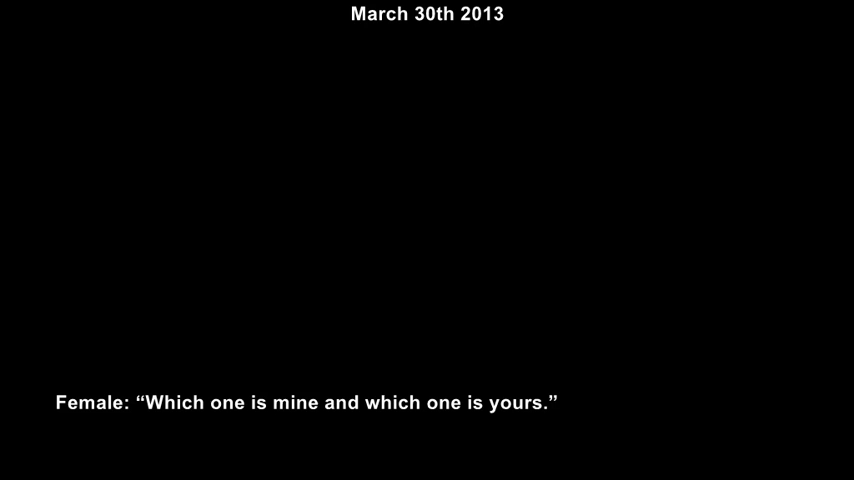 March 30th 2013
Female: “Which one is mine and which one is yours.”